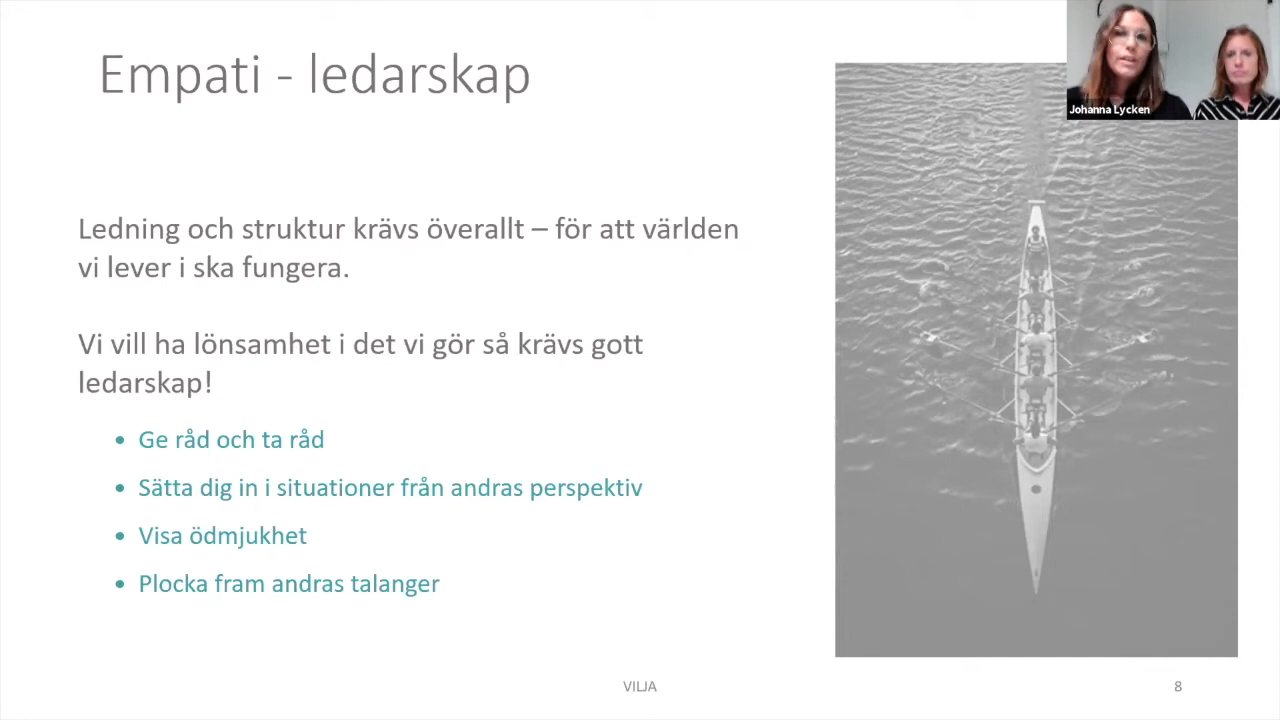 Empati - ledarskap
Johanna Lycken
Ledning och struktur krävs överallt – för att världen
vi lever i ska fungera.
Vi vill ha lönsamhet i det vi gör så krävs gott
ledarskap!
• Ge råd och ta råd
• Sätta dig in i situationer från andras perspektiv
• Visa ödmjukhet
• Plocka fram andras talanger
VILJA
8